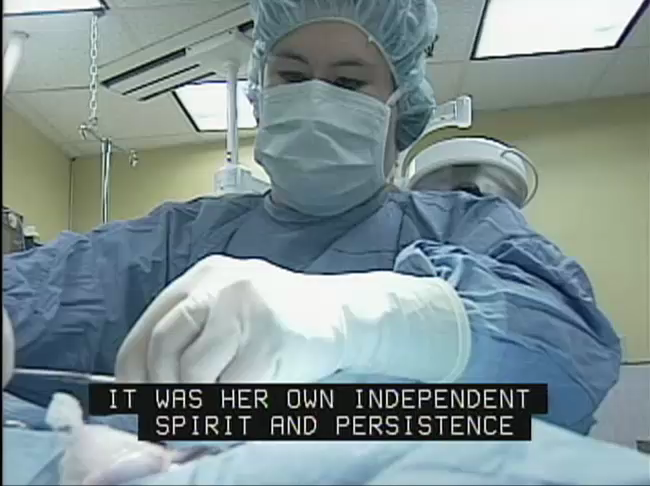 IT WAS HER OWN INDEPENDENT
SPIRIT AND PERSISTENCE